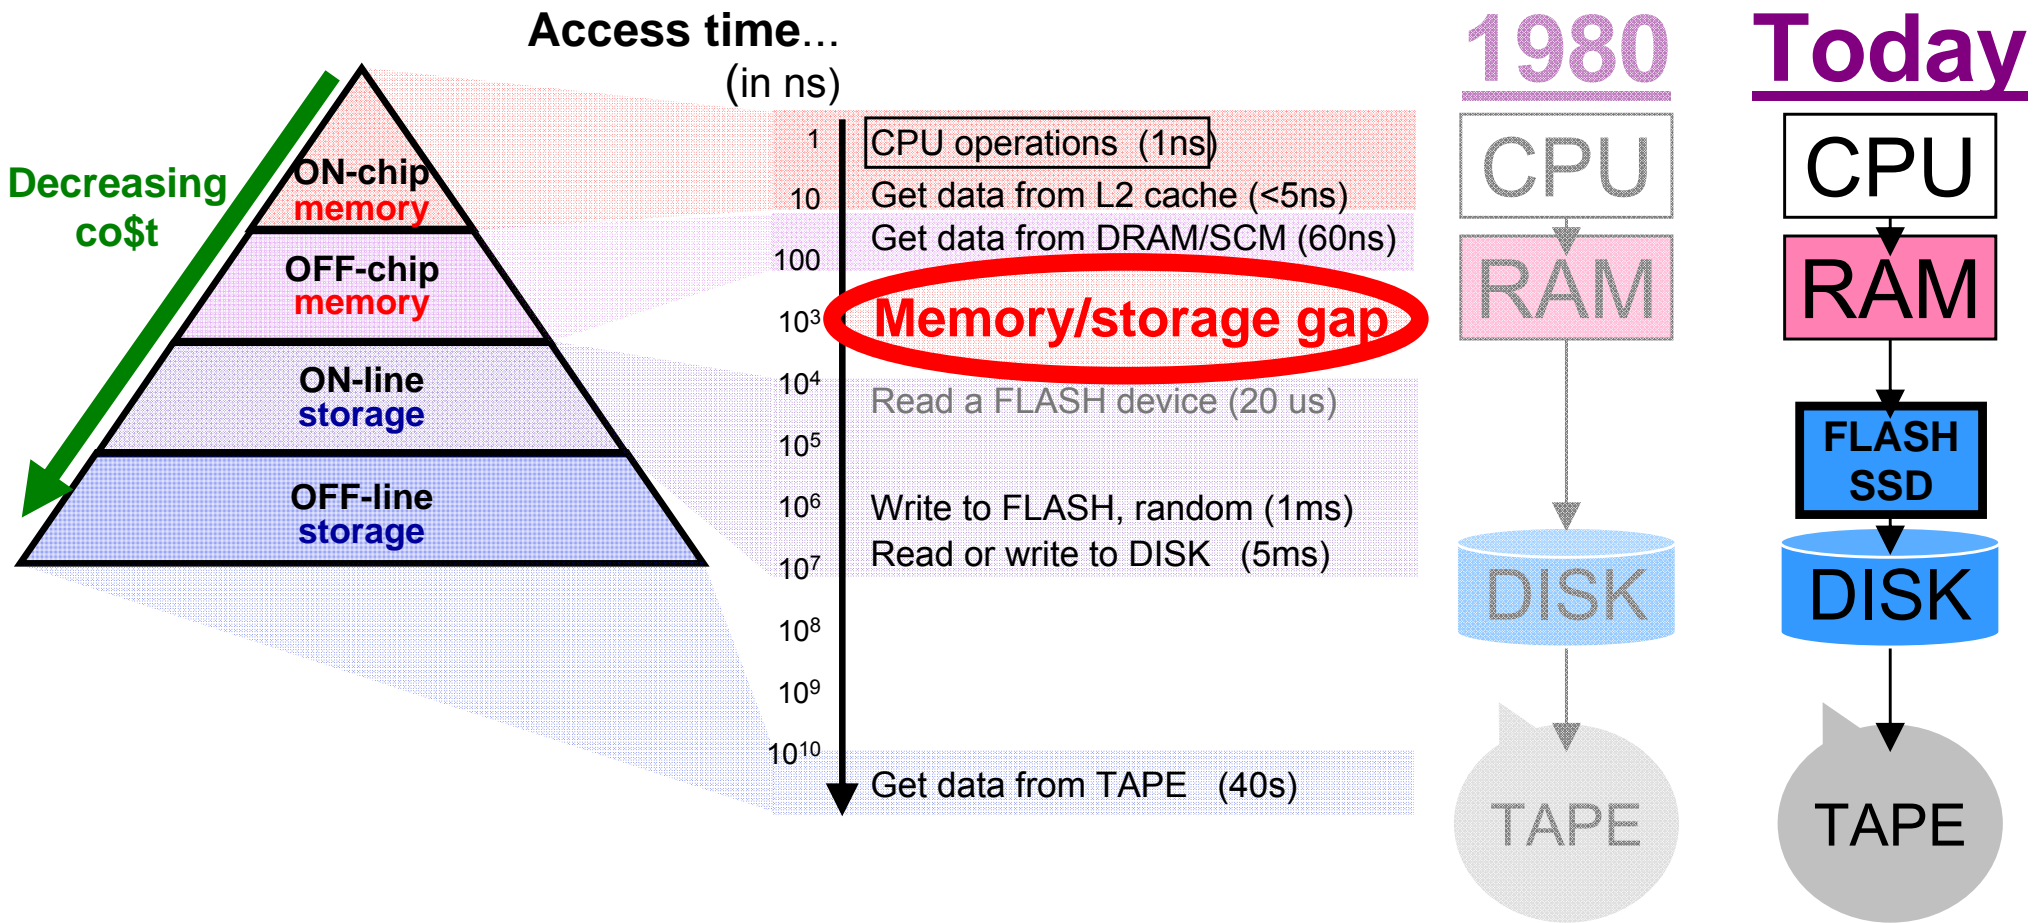 Access time...
(in ns)
Decreasing
co$t
ON-chip
memory
OFF-chip
memory
ON-line
storage
OFF-line
storage
1
10
100
10³
10⁴
10⁵
10⁶
10⁷
10⁸
10⁹
10¹⁰
CPU operations (1ns)
Get data from L2 cache (<5ns)
Get data from DRAM/SCM (60ns)
Memory/storage gap
Read a FLASH device (20 us)
Write to FLASH, random (1ms)
Read or write to DISK (5ms)
Get data from TAPE (40s)
1980
CPU
RAM
DISK
TAPE
Today
CPU
RAM
FLASH
SSD
DISK
TAPE